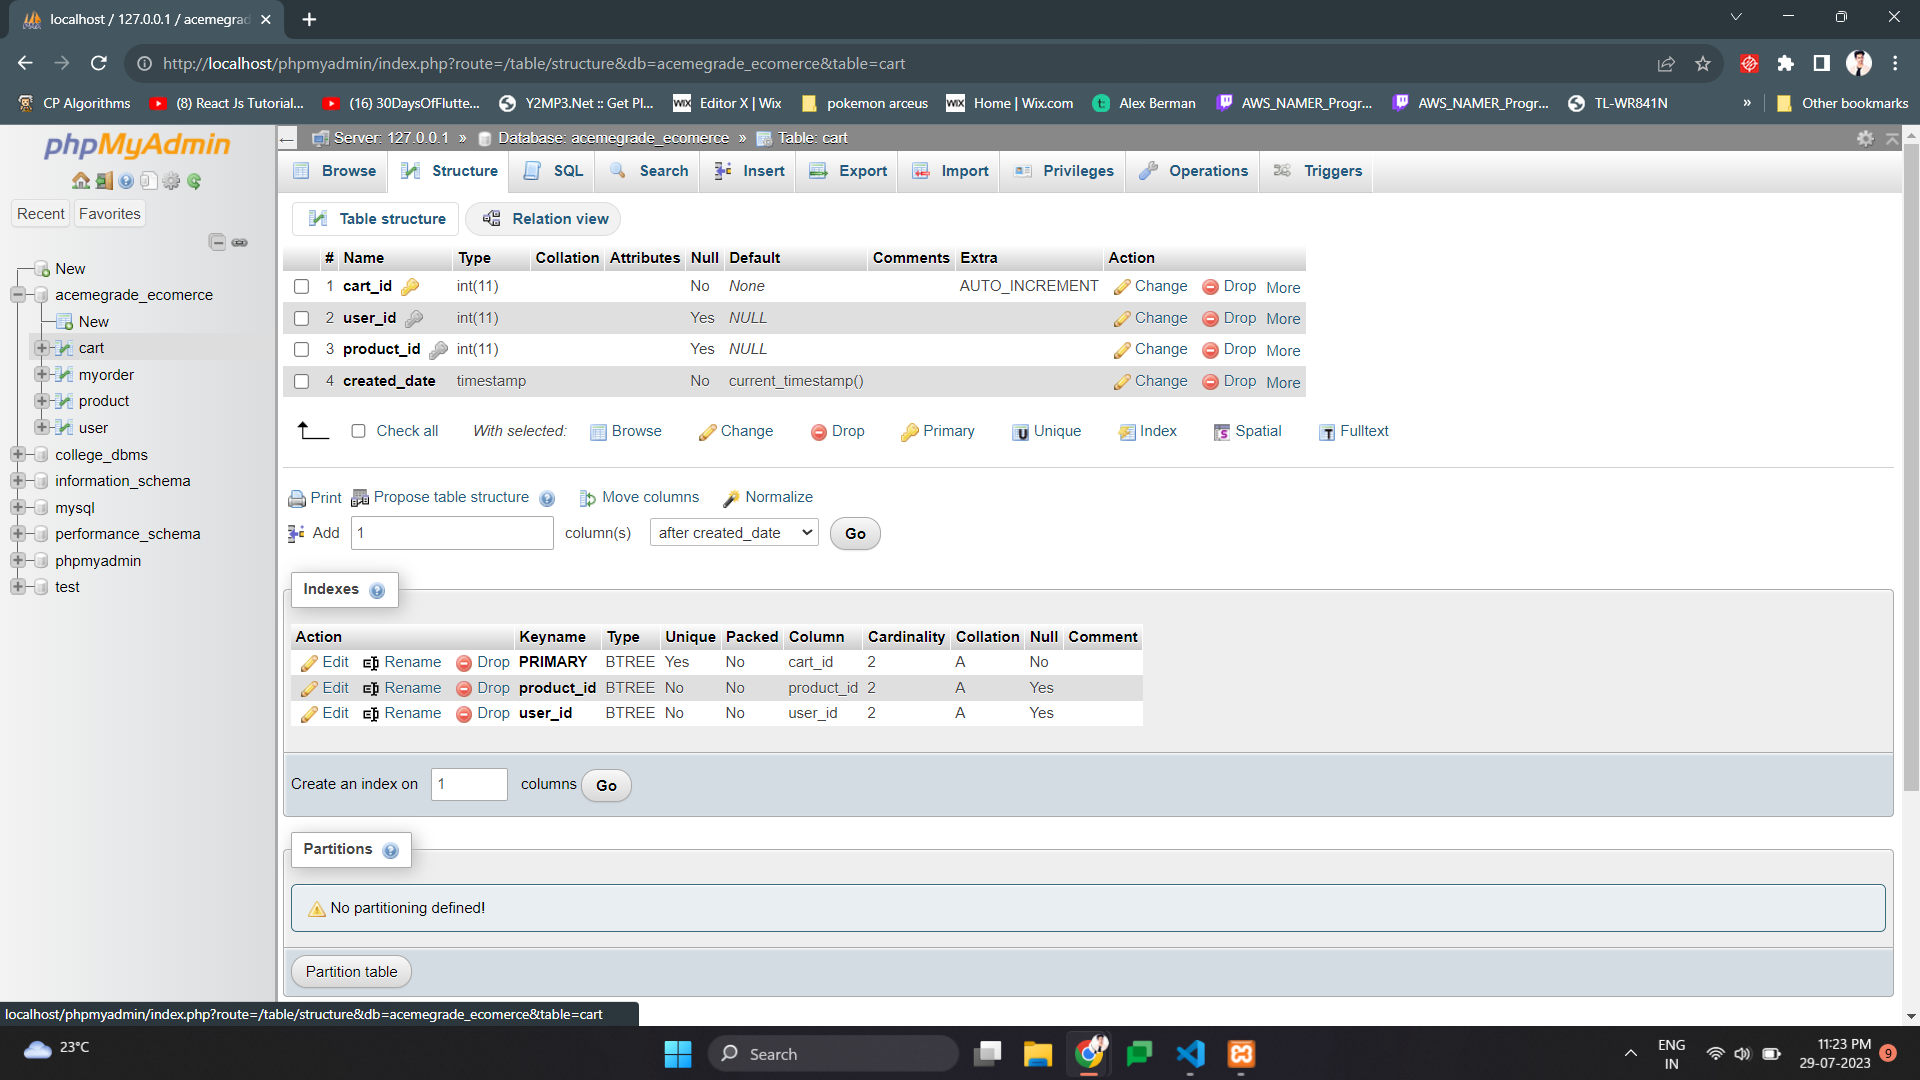 localhost / 127.0.0.1 / acemegrad
http://localhost/phpmyadmin/index.php?route=/table/structure&db=acemegrade_ecomerce&table=cart
CP Algorithms (8) React Js Tutorial... (16) 30DaysOfFlutte... Y2MP3.Net :: Get Pl... WIX Editor X | Wix pokemon arceus WIX Home | Wix.com Alex Berman AWS_NAMER_Progr... AWS_NAMER_Progr... TL-WR841N » Other bookmarks
phpMyAdmin
Recent Favorites
New
acemegrade_ecomerce
New
cart
myorder
product
user
college_dbms
information_schema
mysql
performance_schema
phpmyadmin
test
Server: 127.0.0.1 » Database: acemegrade_ecomerce » Table: cart
Browse Structure SQL Search Insert Export Import Privileges Operations Triggers
Table structure Relation view
# Name Type Collation Attributes Null Default Comments Extra Action
1 cart_id int(11) No None AUTO_INCREMENT Change Drop More
2 user_id int(11) Yes NULL Change Drop More
3 product_id int(11) Yes NULL Change Drop More
4 created_date timestamp No current_timestamp() Change Drop More
Check all With selected: Browse Change Drop Primary Unique Index Spatial Fulltext
Print Propose table structure Move columns Normalize
Add 1 column(s) after created_date Go
Indexes
Action Keyname Type Unique Packed Column Cardinality Collation Null Comment
Edit Rename Drop PRIMARY BTREE Yes No cart_id 2 A No
Edit Rename Drop product_id BTREE No No product_id 2 A Yes
Edit Rename Drop user_id BTREE No No user_id 2 A Yes
Create an index on 1 columns Go
Partitions
No partitioning defined!
Partition table
localhost/phpmyadmin/index.php?route=/table/structure&db=acemegrade_ecomerce&table=cart
23°C
Search
ENG
IN
11:23 PM
29-07-2023
9